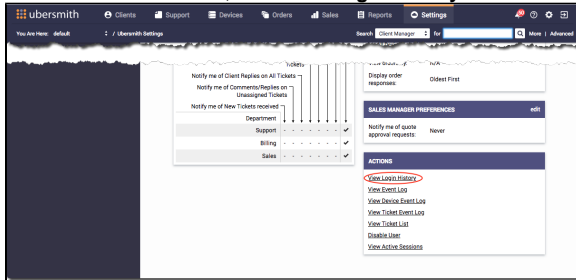 ubersmith
Clients
Support
Devices
Orders
Sales
Reports
Settings
You Are Here: default
/ Ubersmith Settings
Search Client Manager for
More | Advanced
Tickets
Notify me of Client Replies on All Tickets
Notify me of Comments/Replies on
Unassigned Tickets
Notify me of New Tickets received
Department
Support - - - - - - - ✔
Billing - - - - - - - ✔
Sales - - - - - - - ✔
N/A
Display order
responses:
Oldest First
SALES MANAGER PREFERENCES
edit
Notify me of quote
approval requests:
Never
ACTIONS
View Login History
View Event Log
View Device Event Log
View Ticket Event Log
View Ticket List
Disable User
View Active Sessions